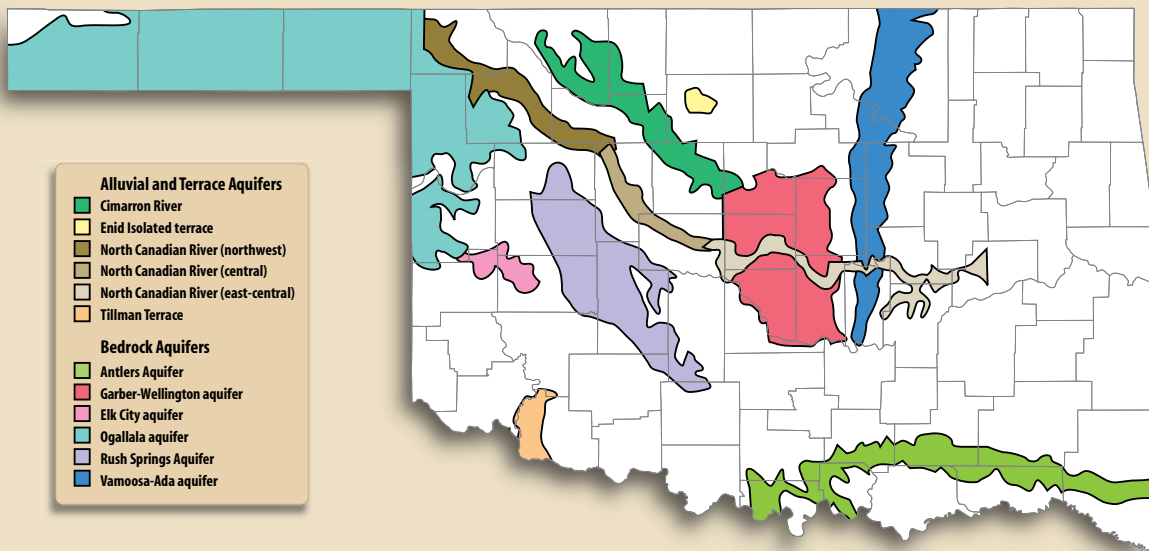 Alluvial and Terrace Aquifers
Cimarron River
Enid Isolated terrace
North Canadian River (northwest)
North Canadian River (central)
North Canadian River (east-central)
Tillman Terrace
Bedrock Aquifers
Antlers Aquifer
Garber-Wellington aquifer
Elk City aquifer
Ogallala aquifer
Rush Springs Aquifer
Vamoosa-Ada aquifer